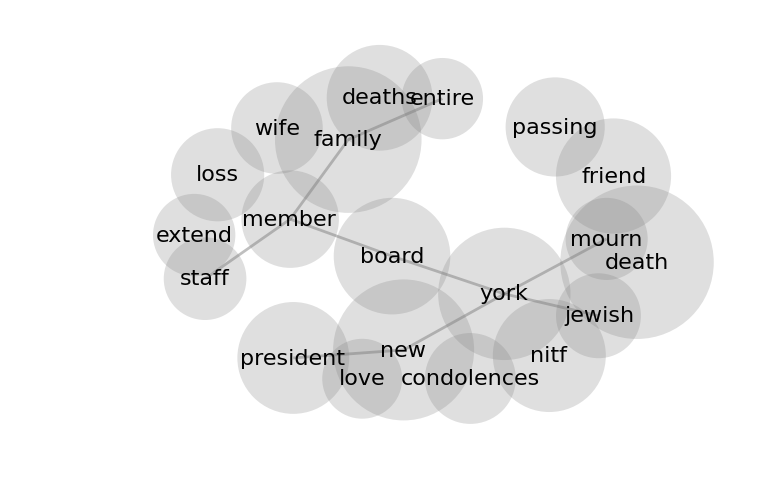 deaths
entire
wife
family
passing
loss
friend
member
extend
board
mourn
death
staff
york
jewish
president
new
nitf
love
condolences